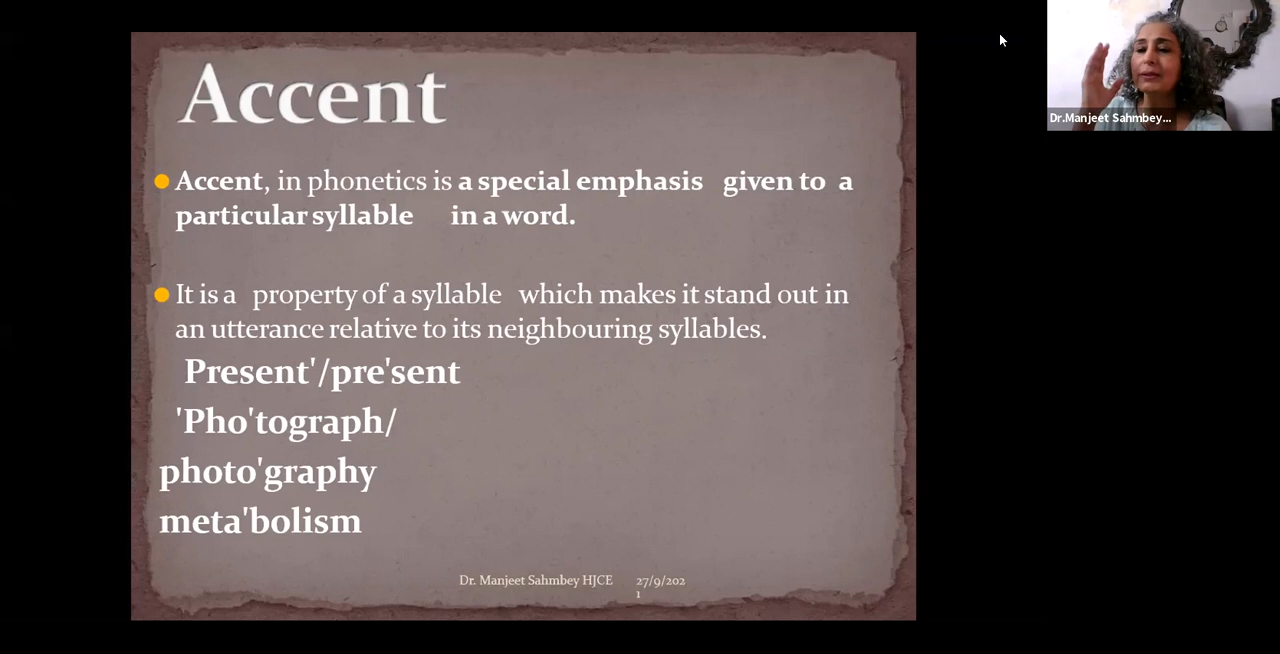 Accent
Accent, in phonetics is a special emphasis given to a
particular syllable in a word.
It is a property of a syllable which makes it stand out in
an utterance relative to its neighbouring syllables.
Present'/pre'sent
'Pho'tograph/
photo'graphy
meta'bolism
Dr. Manjeet Sahmbey HJCE 27/9/202
1
Dr.Manjeet Sahmbey...